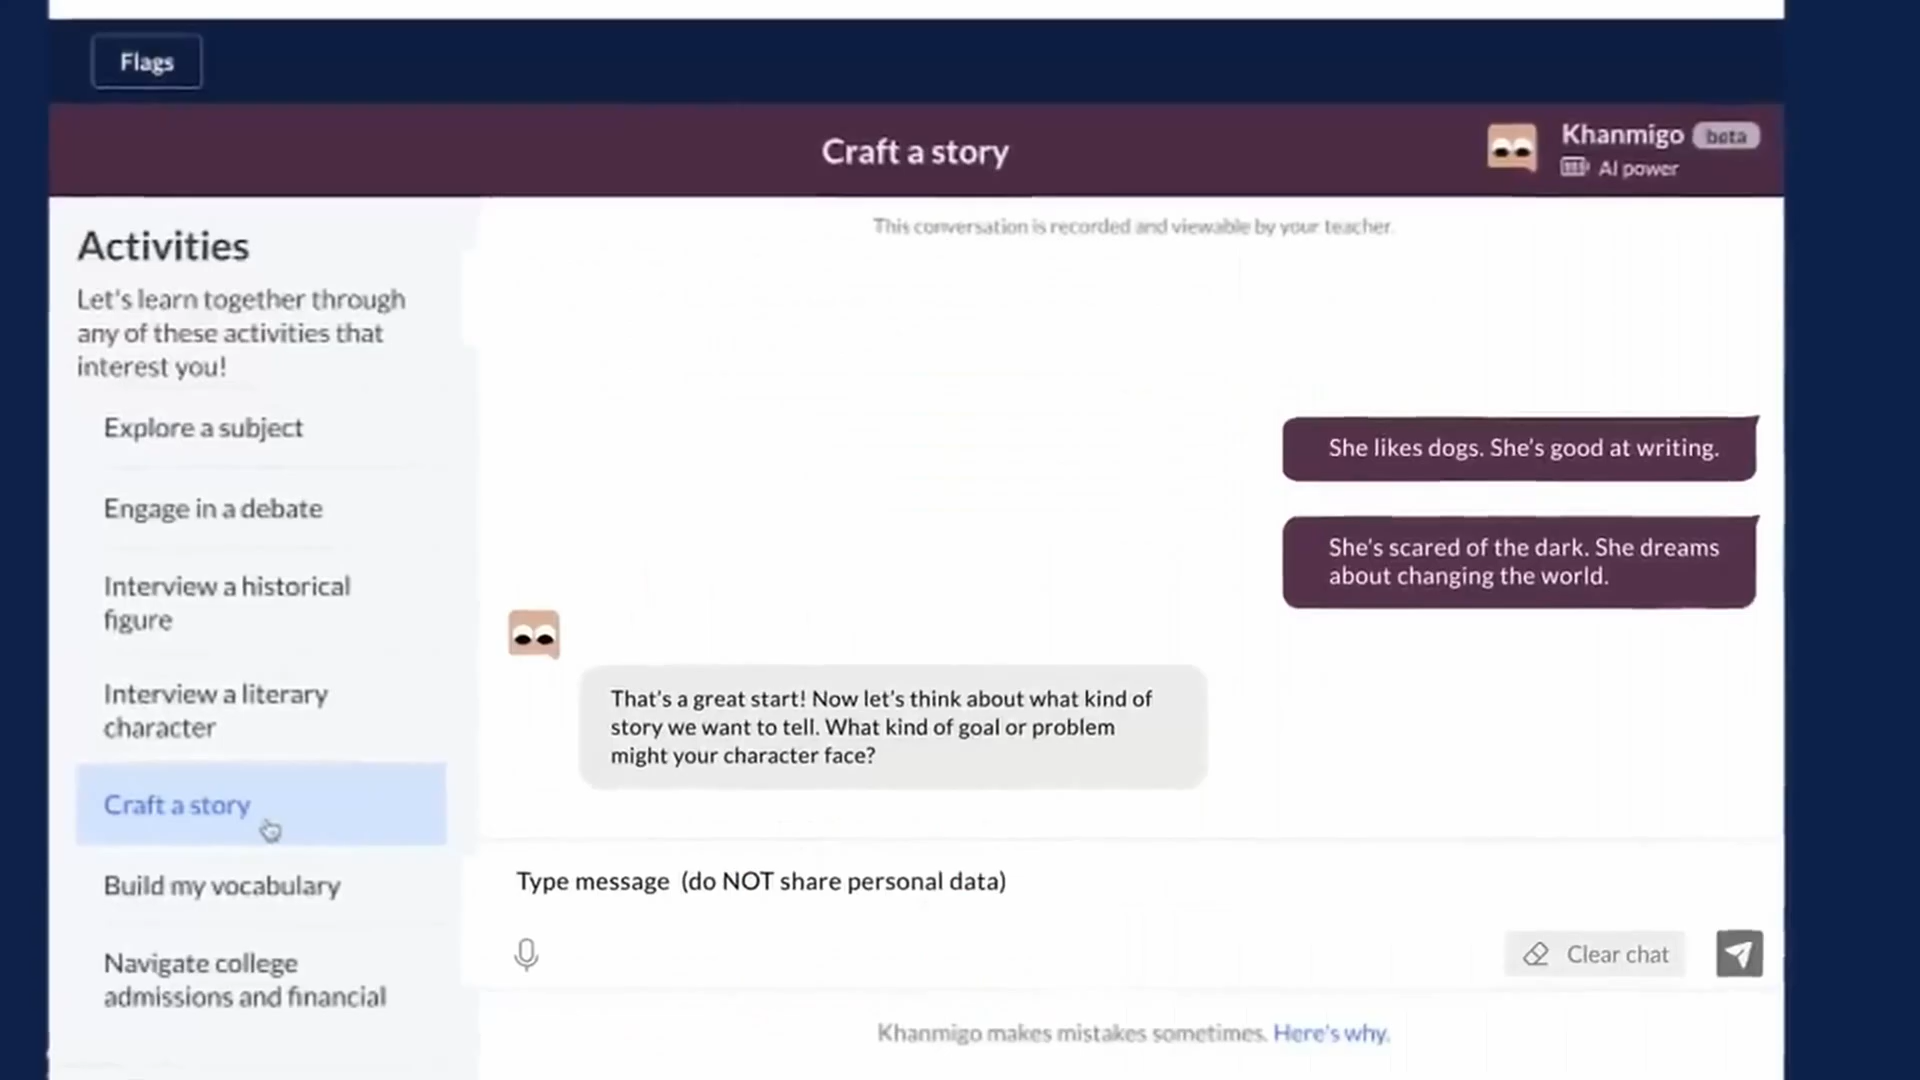 Flags
Craft a story
Khanmigo beta
AI power
Activities
Let's learn together through
any of these activities that
interest you!
Explore a subject
Engage in a debate
Interview a historical
figure
Interview a literary
character
Craft a story
Build my vocabulary
Navigate college
admissions and financial
This conversation is recorded and viewable by your teacher.
She likes dogs. She's good at writing.
She's scared of the dark. She dreams
about changing the world.
That's a great start! Now let's think about what kind of
story we want to tell. What kind of goal or problem
might your character face?
Type message (do NOT share personal data)
Clear chat
Khanmigo makes mistakes sometimes. Here's why.